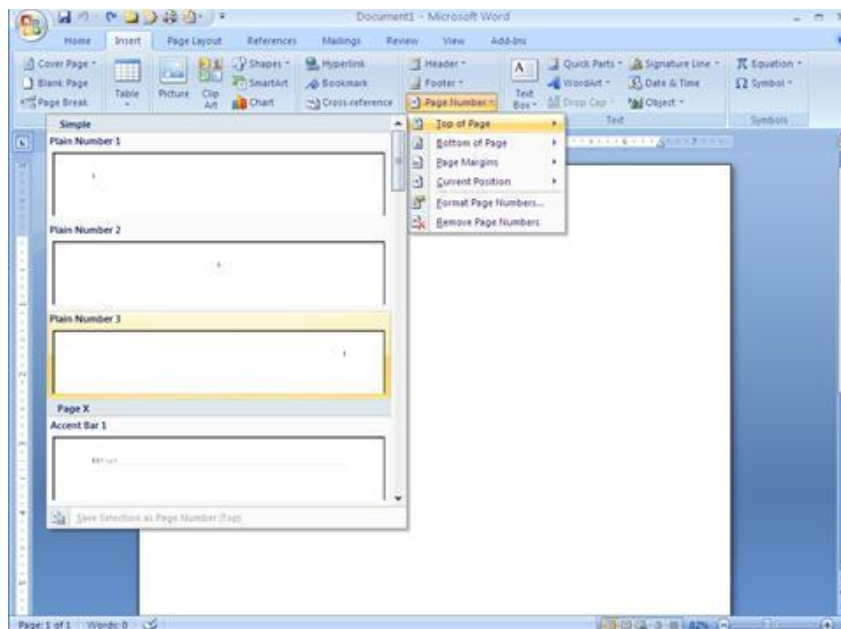 Document1 - Microsoft Word
Home Insert Page Layout References Mailings Review View Add-Ins
Cover Page
Blank Page
Page Break
Table
Picture
Clip Art
Shapes
SmartArt
Chart
Hyperlink
Bookmark
Cross-reference
Header
Footer
Page Number
A
Text Box
Quick Parts
WordArt
Drop Cap
Signature Line
Date & Time
Object
Text
π Equation
Ω Symbol
Symbols
Simple
Plain Number 1
Plain Number 2
Plain Number 3
Page X
Accent Bar 1
Save Selection as Page Number (Top)
Top of Page
Bottom of Page
Page Margins
Current Position
Format Page Numbers...
Remove Page Numbers
Page: 1 of 1 Words: 0 82%